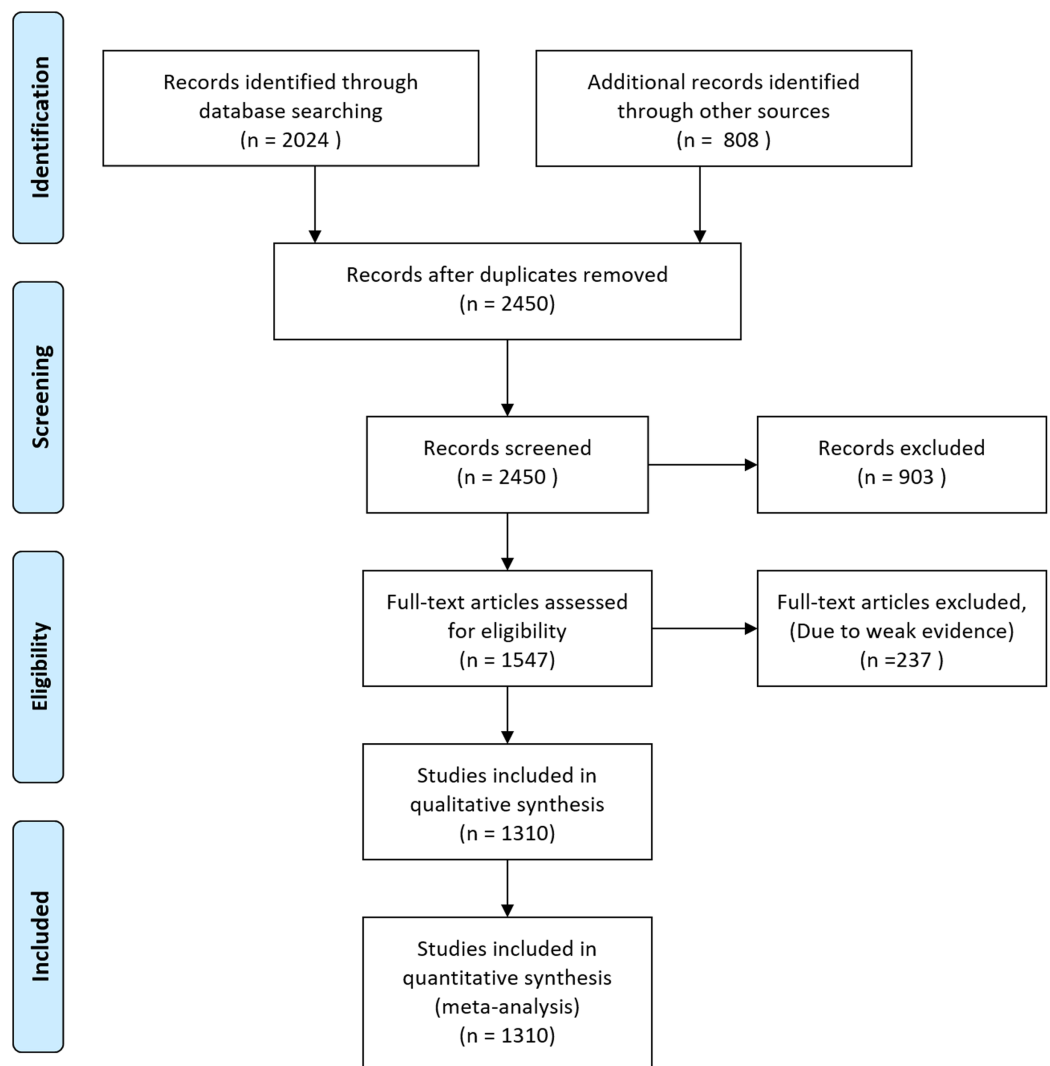 Identification
Records identified through
database searching
(n = 2024 )
Additional records identified
through other sources
(n =  808 )
Records after duplicates removed
(n = 2450)
Screening
Records screened
(n = 2450 )
Records excluded
(n = 903 )
Eligibility
Full-text articles assessed
for eligibility
(n = 1547)
Full-text articles excluded,
(Due to weak evidence)
(n =237 )
Studies included in
qualitative synthesis
(n = 1310)
Included
Studies included in
quantitative synthesis
(meta-analysis)
(n = 1310)